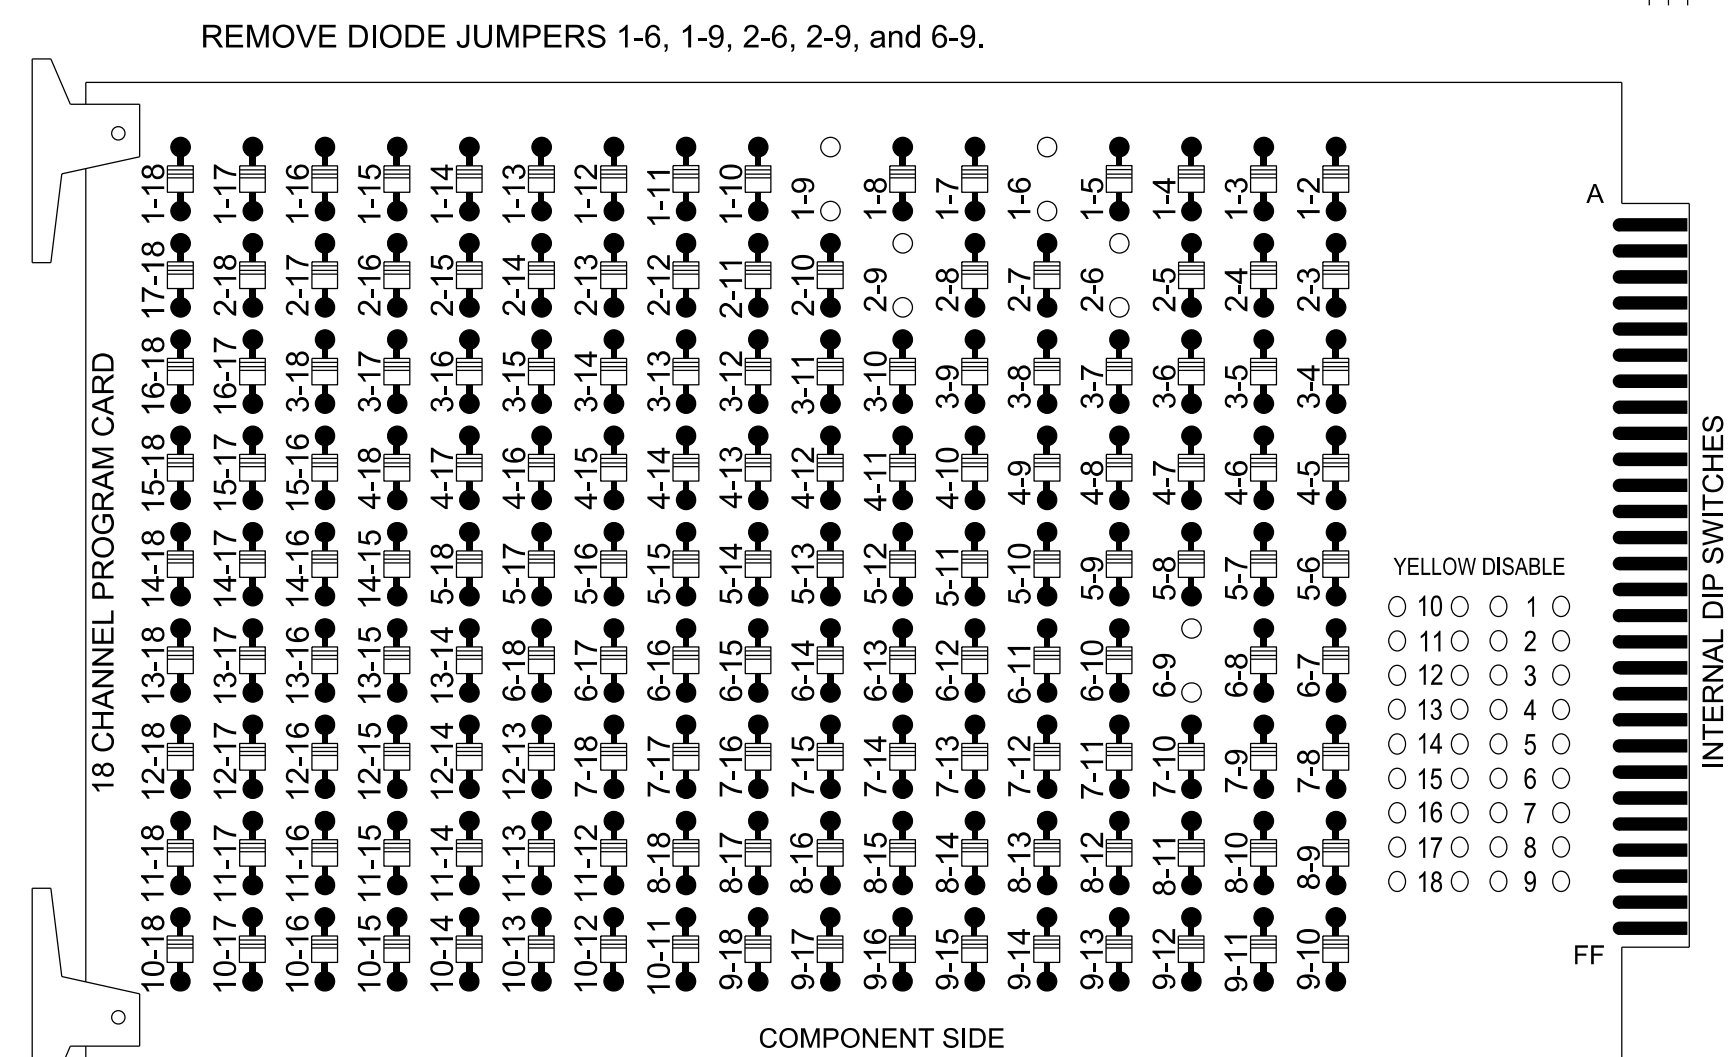 REMOVE DIODE JUMPERS 1-6, 1-9, 2-6, 2-9, and 6-9.
1-18 1-17 1-16 1-15 1-14 1-13 1-12 1-11 1-10 1-9 1-8 1-7 1-6 1-5 1-4 1-3 1-2
17-18 2-18 2-17 2-16 2-15 2-14 2-13 2-12 2-11 2-10 2-9 2-8 2-7 2-6 2-5 2-4 2-3
16-18 16-17 3-18 3-17 3-16 3-15 3-14 3-13 3-12 3-11 3-10 3-9 3-8 3-7 3-6 3-5 3-4
15-18 15-17 15-16 4-18 4-17 4-16 4-15 4-14 4-13 4-12 4-11 4-10 4-9 4-8 4-7 4-6 4-5
14-18 14-17 14-16 14-15 5-18 5-17 5-16 5-15 5-14 5-13 5-12 5-11 5-10 5-9 5-8 5-7 5-6
13-18 13-17 13-16 13-15 13-14 6-18 6-17 6-16 6-15 6-14 6-13 6-12 6-11 6-10 6-9 6-8 6-7
12-18 12-17 12-16 12-15 12-14 12-13 7-18 7-17 7-16 7-15 7-14 7-13 7-12 7-11 7-10 7-9 7-8
11-18 11-17 11-16 11-15 11-14 11-13 11-12 8-18 8-17 8-16 8-15 8-14 8-13 8-12 8-11 8-10 8-9
10-18 10-17 10-16 10-15 10-14 10-13 10-12 10-11 9-18 9-17 9-16 9-15 9-14 9-13 9-12 9-11 9-10
18 CHANNEL PROGRAM CARD
A
YELLOW DISABLE
10 1
11 2
12 3
13 4
14 5
15 6
16 7
17 8
18 9
FF
INTERNAL DIP SWITCHES
COMPONENT SIDE